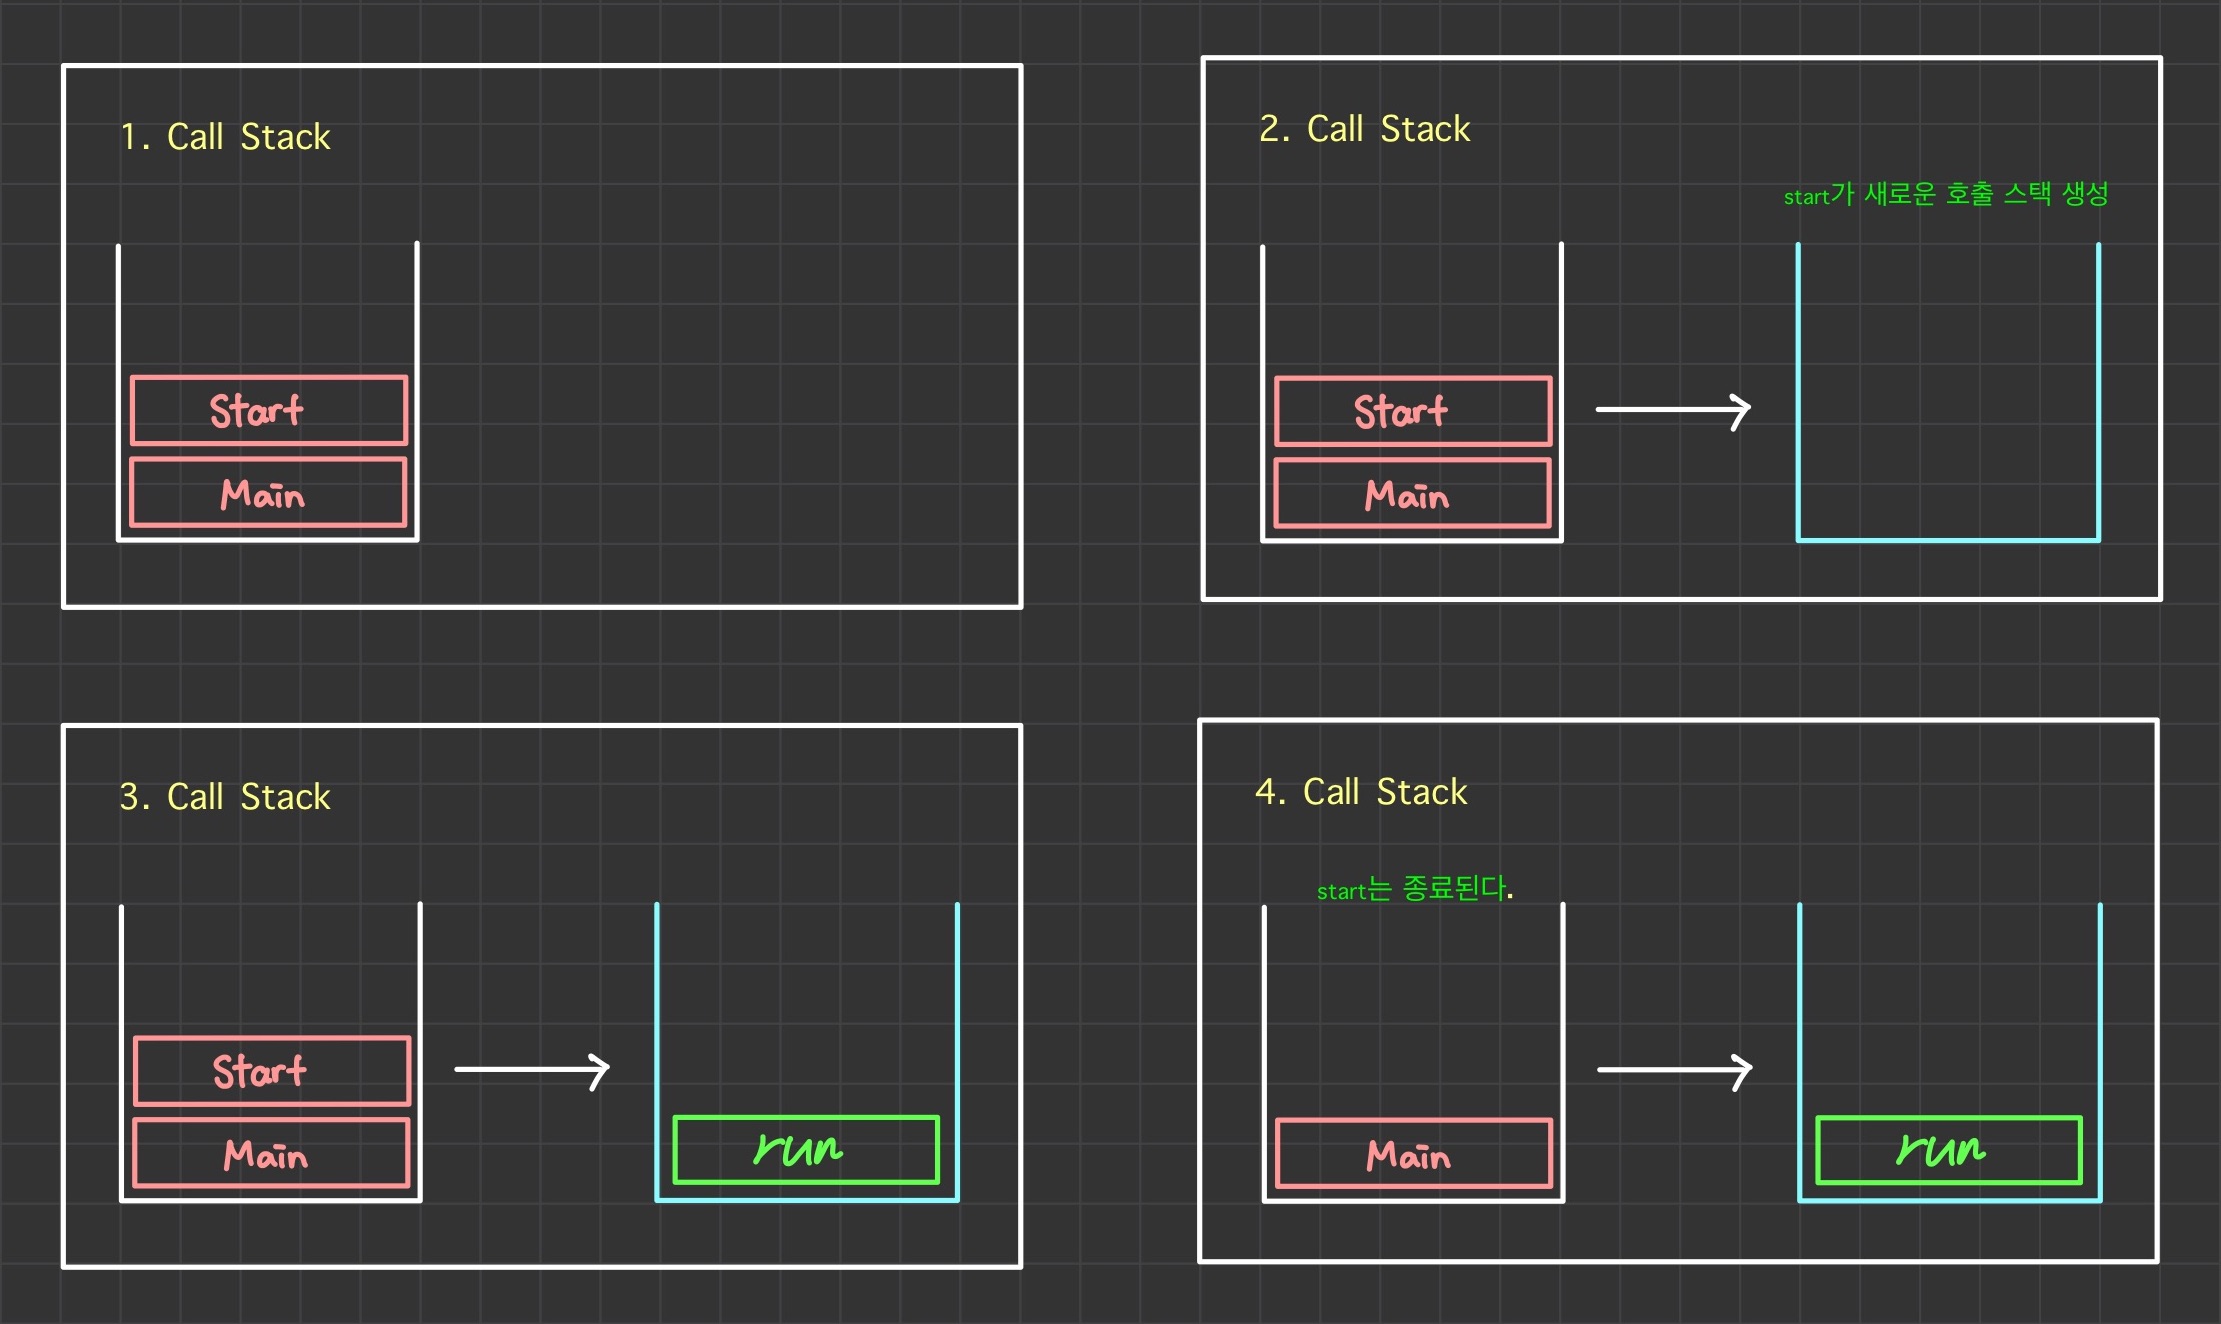 1. Call Stack
Start
Main
2. Call Stack
start가 새로운 호출 스택 생성
Start
Main
3. Call Stack
Start
Main
run
4. Call Stack
start는 종료된다.
Main
run